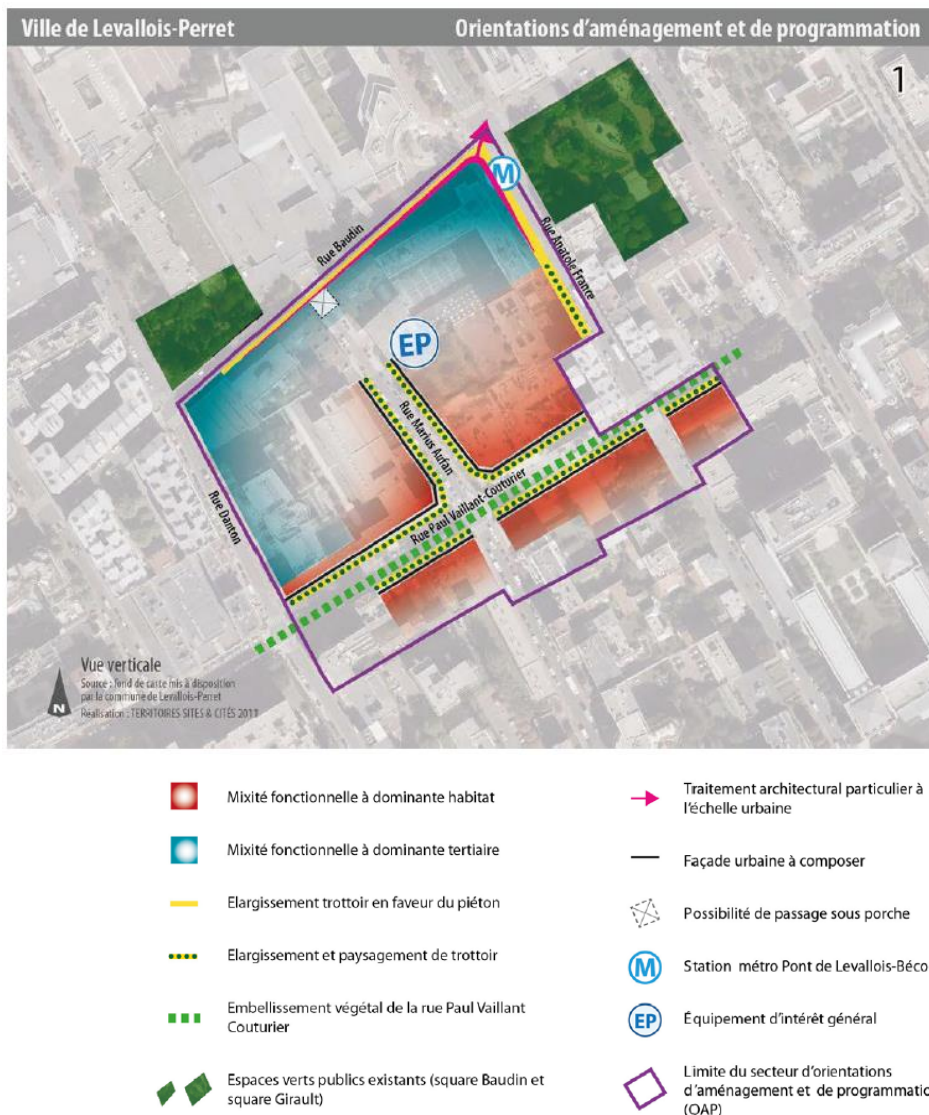 Ville de Levallois-Perret
Orientations d'aménagement et de programmation
1
M
Rue Baudin
Rue Anatole France
EP
Rue Marius Aufan
Rue Paul Vaillant-Couturier
Rue Danton
Vue verticale
Source : fond de carte mis à disposition
par la commune de Levallois-Perret
Réalisation : TERRITOIRES SITES & CITÉS 2011
N
Mixité fonctionnelle à dominante habitat
Mixité fonctionnelle à dominante tertiaire
Elargissement trottoir en faveur du piéton
Elargissement et paysagement de trottoir
Embellissement végétal de la rue Paul Vaillant
Couturier
Espaces verts publics existants (square Baudin et
square Girault)
Traitement architectural particulier à
l'échelle urbaine
Façade urbaine à composer
Possibilité de passage sous porche
M
Station métro Pont de Levallois-Béco
EP
Équipement d'intérêt général
Limite du secteur d'orientations
d'aménagement et de programmatio
(OAP)